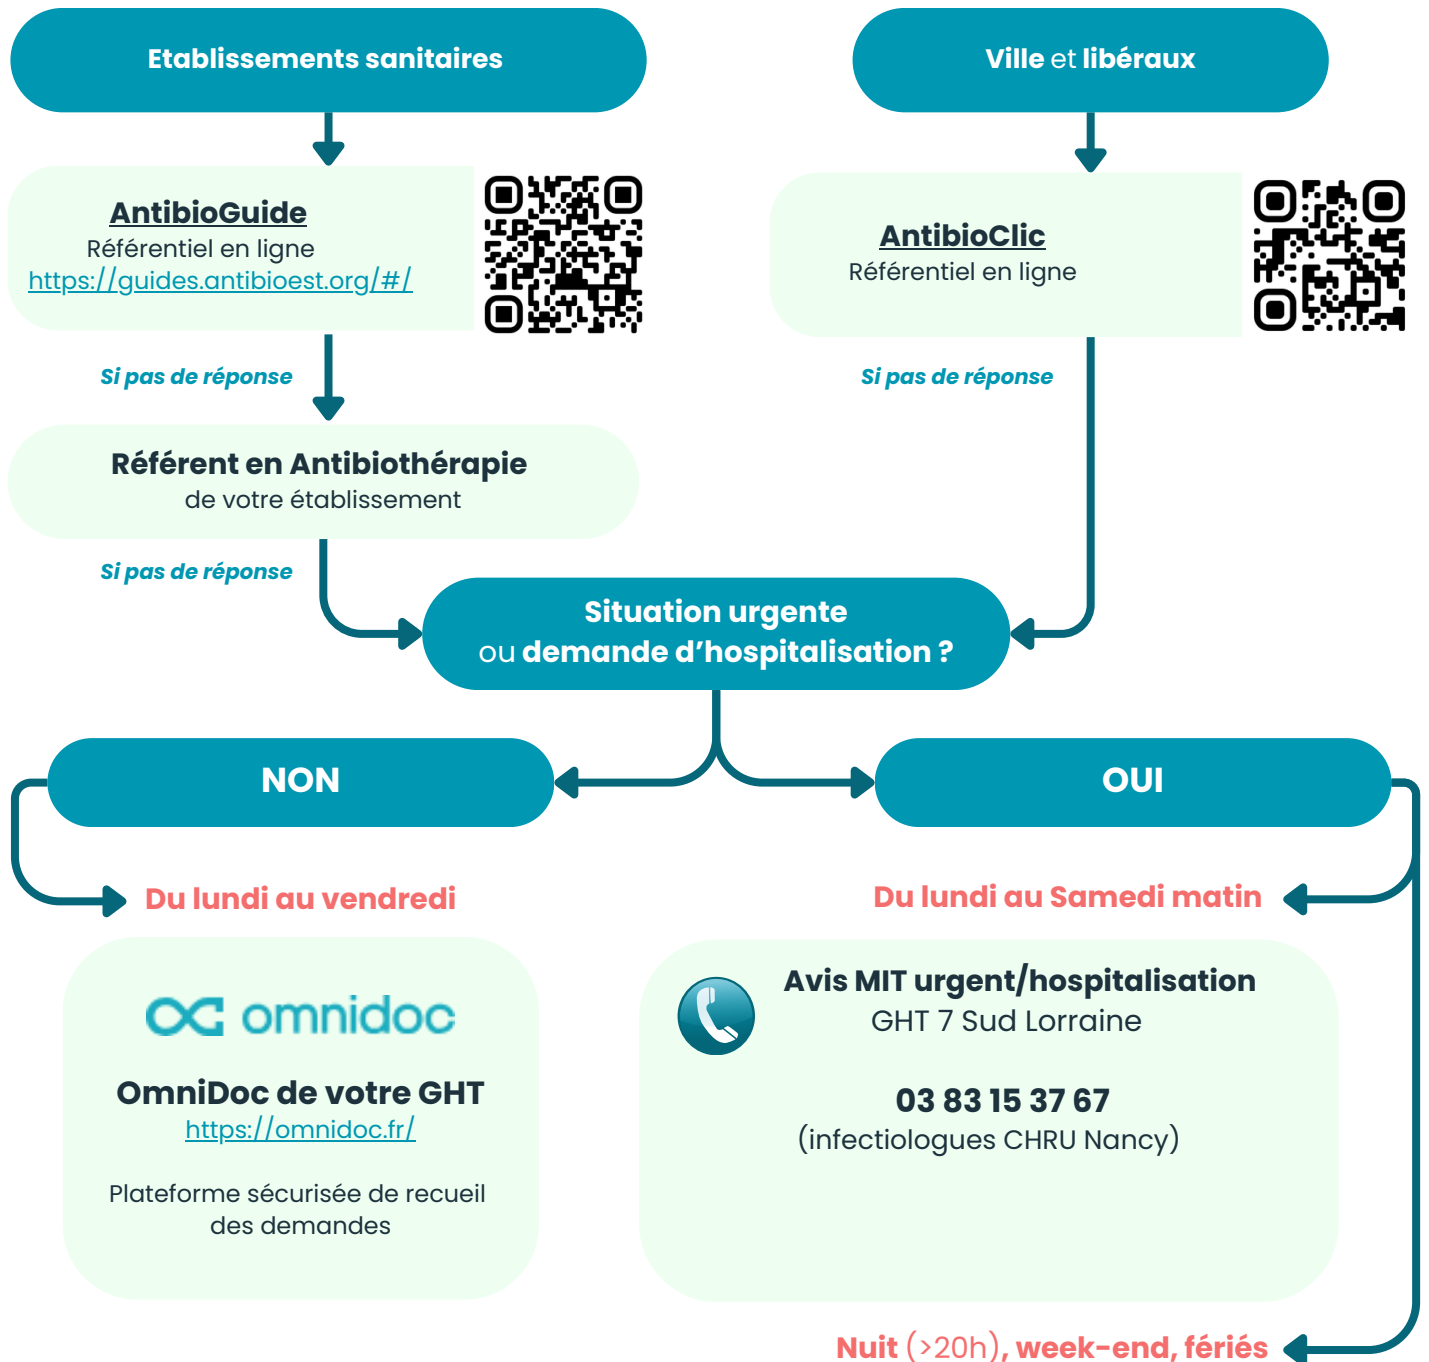 Etablissements sanitaires
Ville et libéraux
AntibioGuide
Référentiel en ligne
https://guides.antibioest.org/#/
AntibioClic
Référentiel en ligne
Si pas de réponse
Si pas de réponse
Référent en Antibiothérapie
de votre établissement
Si pas de réponse
Situation urgente
ou demande d’hospitalisation ?
NON
OUI
Du lundi au vendredi
Du lundi au Samedi matin
omnidoc
OmniDoc de votre GHT
https://omnidoc.fr/
Plateforme sécurisée de recueil
des demandes
Avis MIT urgent/hospitalisation
GHT 7 Sud Lorraine
03 83 15 37 67
(infectiologues CHRU Nancy)
Nuit (>20h), week-end, fériés